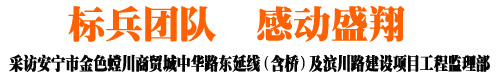 标兵团队 感动盛翔
采访安宁市金色螳川商贸城中华路东延线（含桥）及滨川路建设项目工程监理部